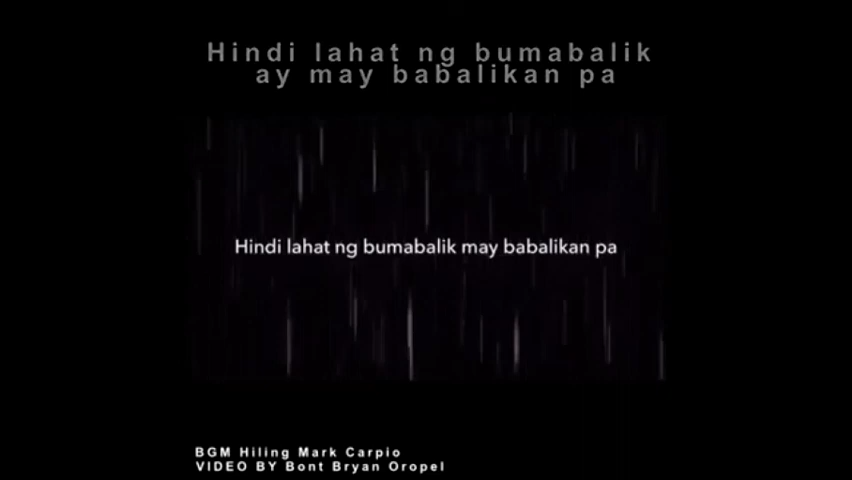 Hindi lahat ng bumabalik
ay may babalikan pa
Hindi lahat ng bumabalik may babalikan pa
BGM Hiling Mark Carpio
VIDEO BY Bont Bryan Oropel